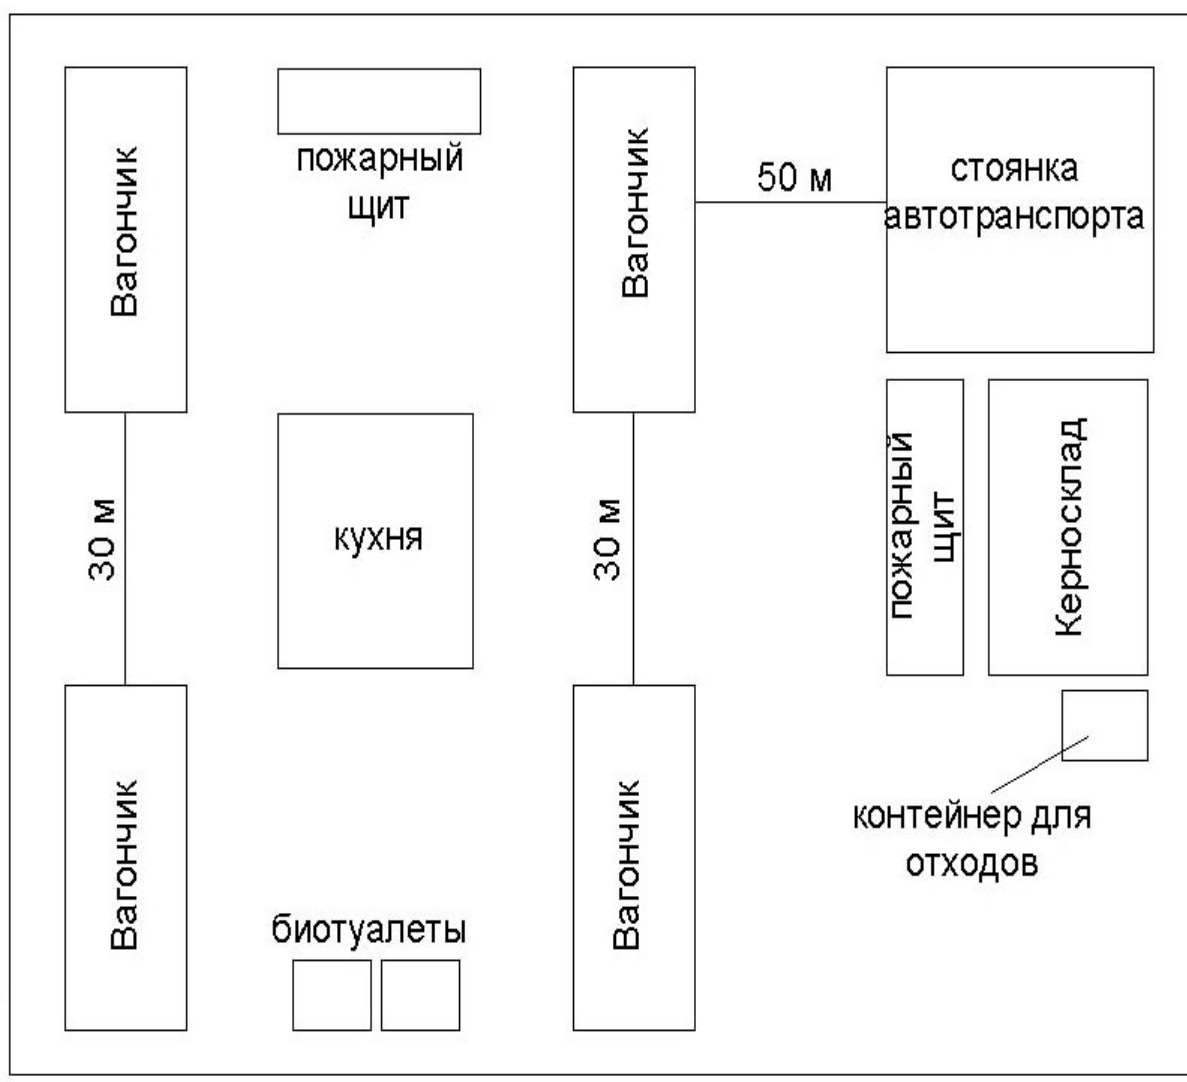 Вагончик
пожарный
щит
Вагончик
50 м
стоянка
автотранспорта
30 м
кухня
30 м
пожарный
щит
Керносклад
Вагончик
биотуалеты
Вагончик
контейнер для
отходов